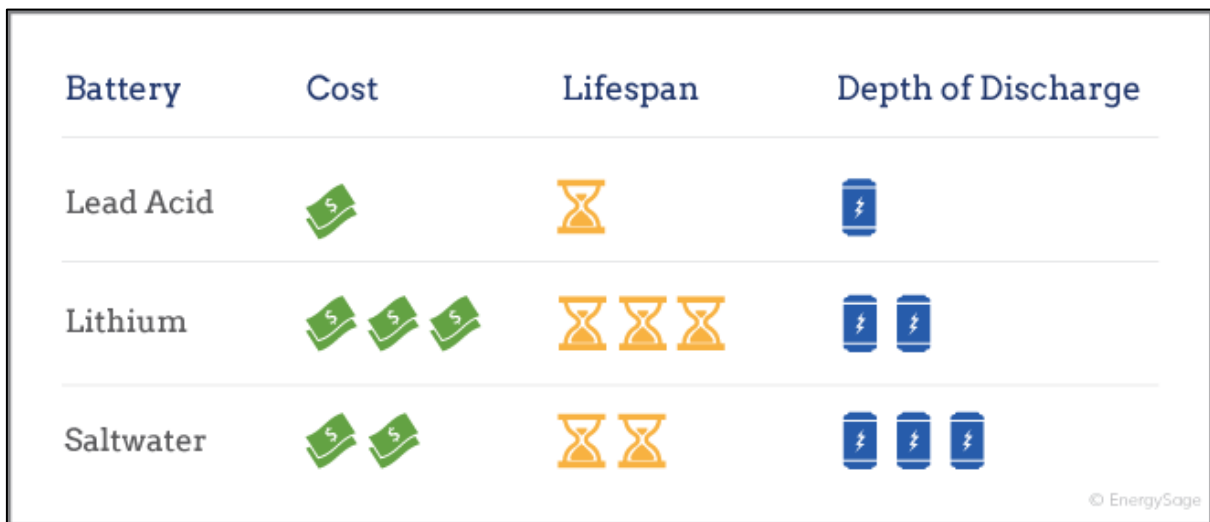 Battery Cost Lifespan Depth of Discharge
Lead Acid $
Lithium $ $ $
Saltwater $ $
© EnergySage